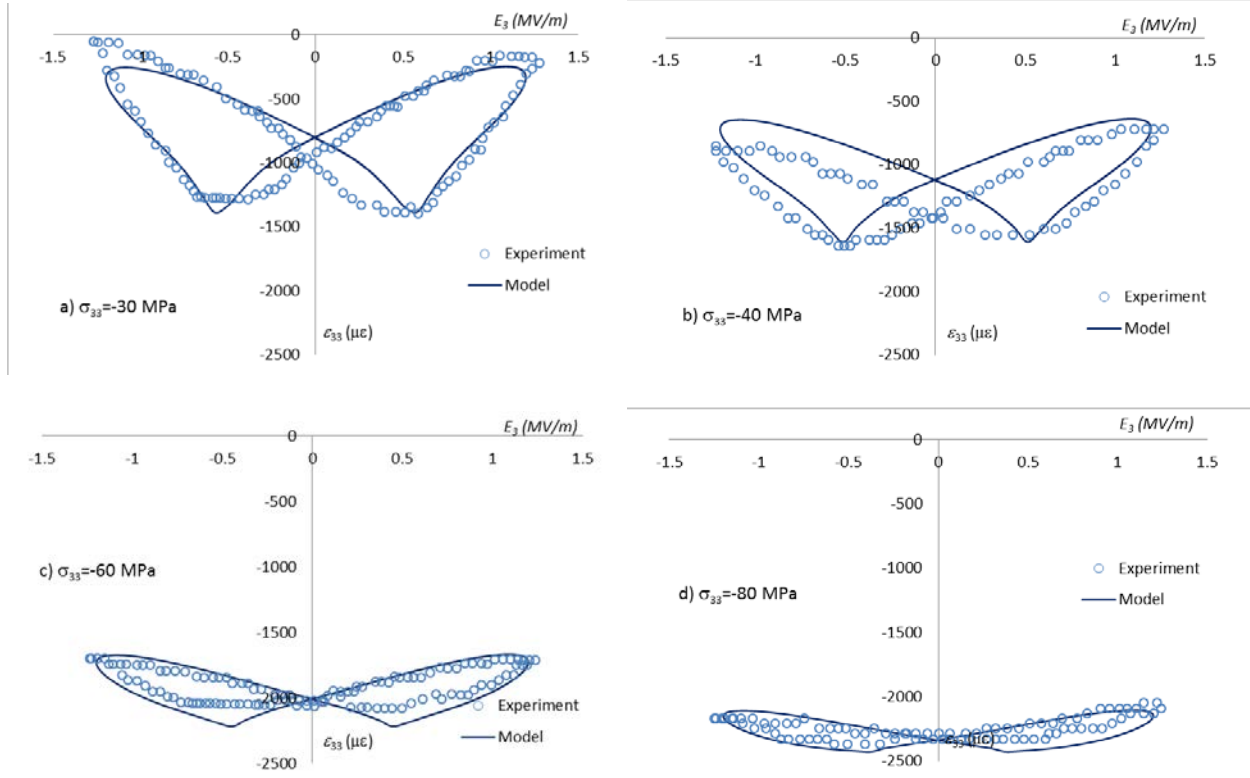 E₃ (MV/m)
0
-1.5 -1 -0.5 0 0.5 1 1.5
-500
-1000
-1500
-2000
-2500
Experiment
Model
a) σ₃₃=-30 MPa
ε₃₃ (με)
E₃ (MV/m)
0
-1.5 -1 -0.5 0 0.5 1 1.5
-500
-1000
-1500
-2000
-2500
Experiment
Model
b) σ₃₃=-40 MPa
ε₃₃ (με)
E₃ (MV/m)
0
-1.5 -1 -0.5 0 0.5 1 1.5
-500
-1000
-1500
-2000
-2500
c) σ₃₃=-60 MPa
Experiment
Model
ε₃₃ (με)
E₃ (MV/m)
0
-1.5 -1 -0.5 0 0.5 1 1.5
-500
-1000
-1500
-2000
-2500
Experiment
Model
d) σ₃₃=-80 MPa
ε₃₃ (με)